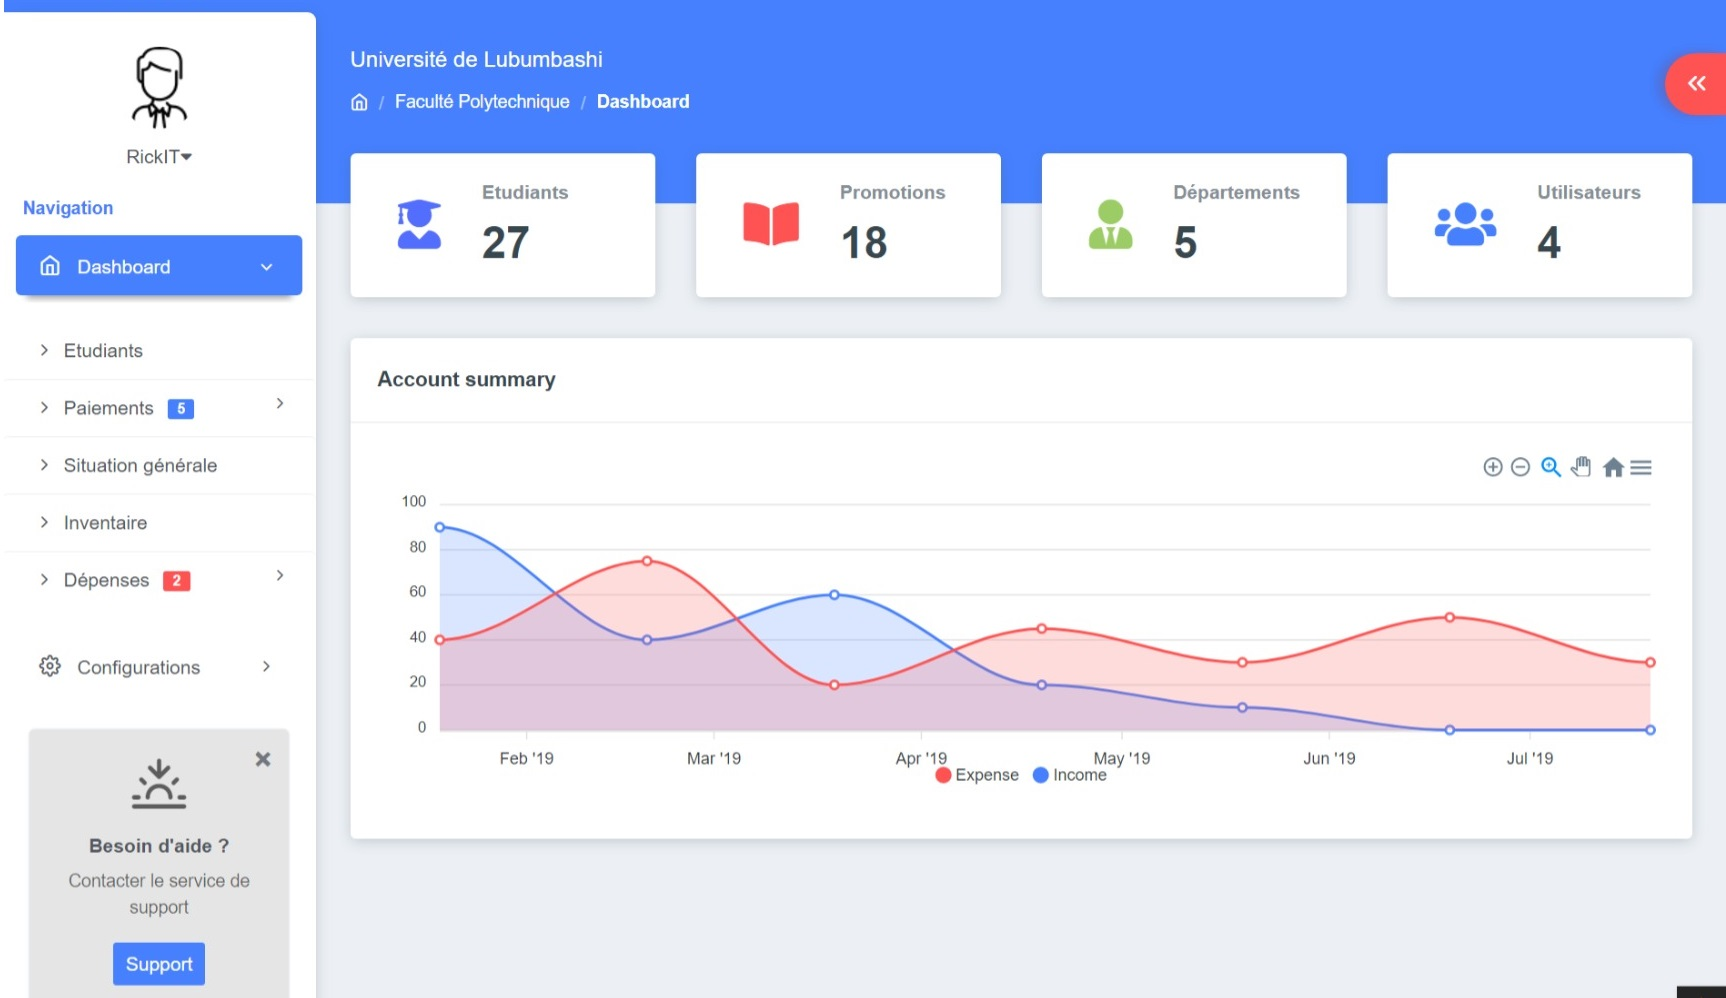 RickIT
Navigation
Dashboard
Etudiants
Paiements 5
Situation générale
Inventaire
Dépenses 2
Configurations
Besoin d'aide ?
Contacter le service de
support
Support
Université de Lubumbashi
/ Faculté Polytechnique / Dashboard
Etudiants
27
Promotions
18
Départements
5
Utilisateurs
4
Account summary
100
80
60
40
20
0
Feb '19 Mar '19 Apr '19 May '19 Jun '19 Jul '19
Expense Income